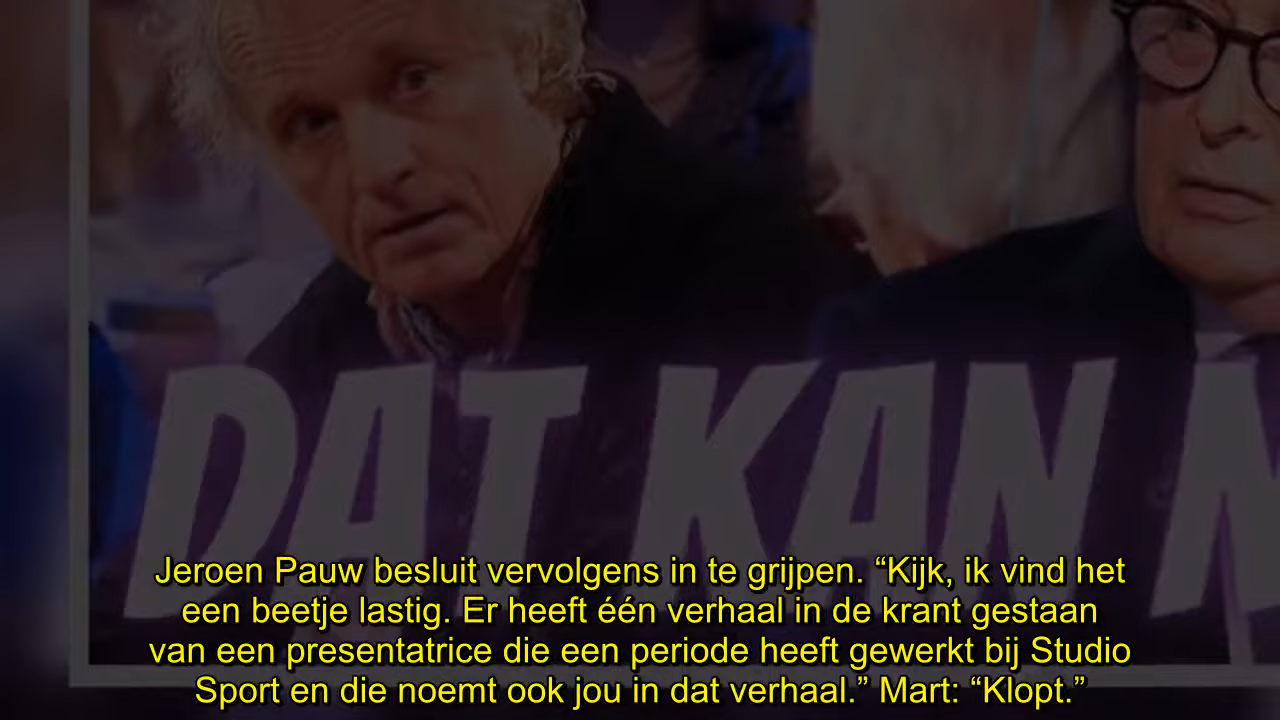 DAT KAN N
Jeroen Pauw besluit vervolgens in te grijpen. “Kijk, ik vind het
een beetje lastig. Er heeft één verhaal in de krant gestaan
van een presentatrice die een periode heeft gewerkt bij Studio
Sport en die noemt ook jou in dat verhaal.” Mart: “Klopt.”